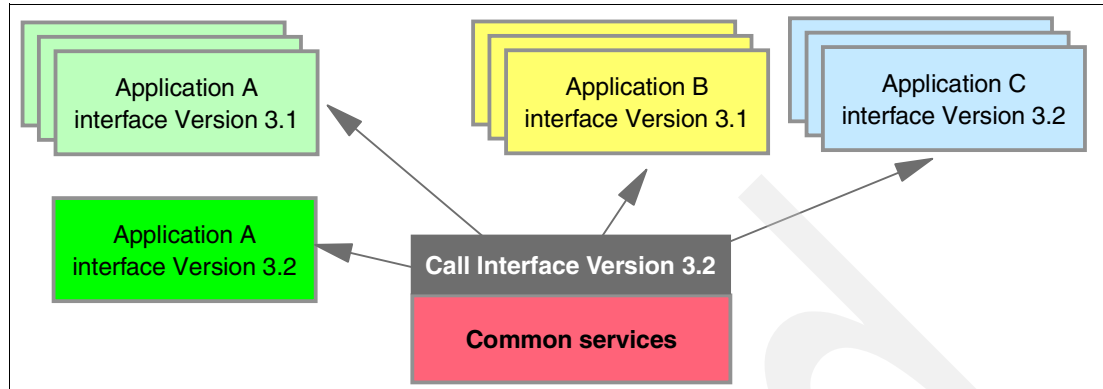 Application A
interface Version 3.1
Application B
interface Version 3.1
Application C
interface Version 3.2
Application A
interface Version 3.2
Call Interface Version 3.2
Common services